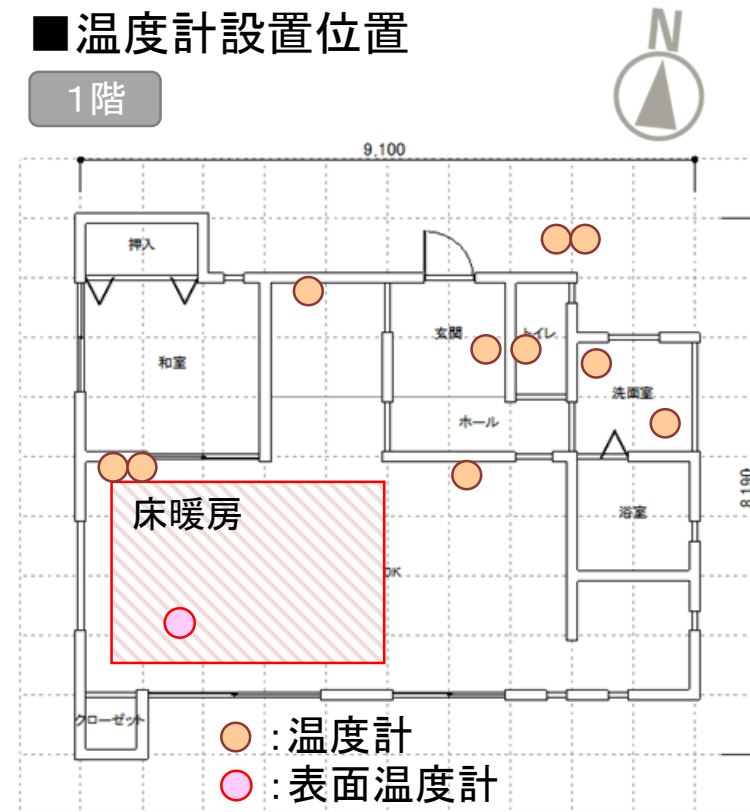 ■温度計設置位置
N
1階
9,100
押入
和室
玄関
トイレ
洗面室
ホール
8,190
床暖房
浴室
クローゼット
:温度計
:表面温度計